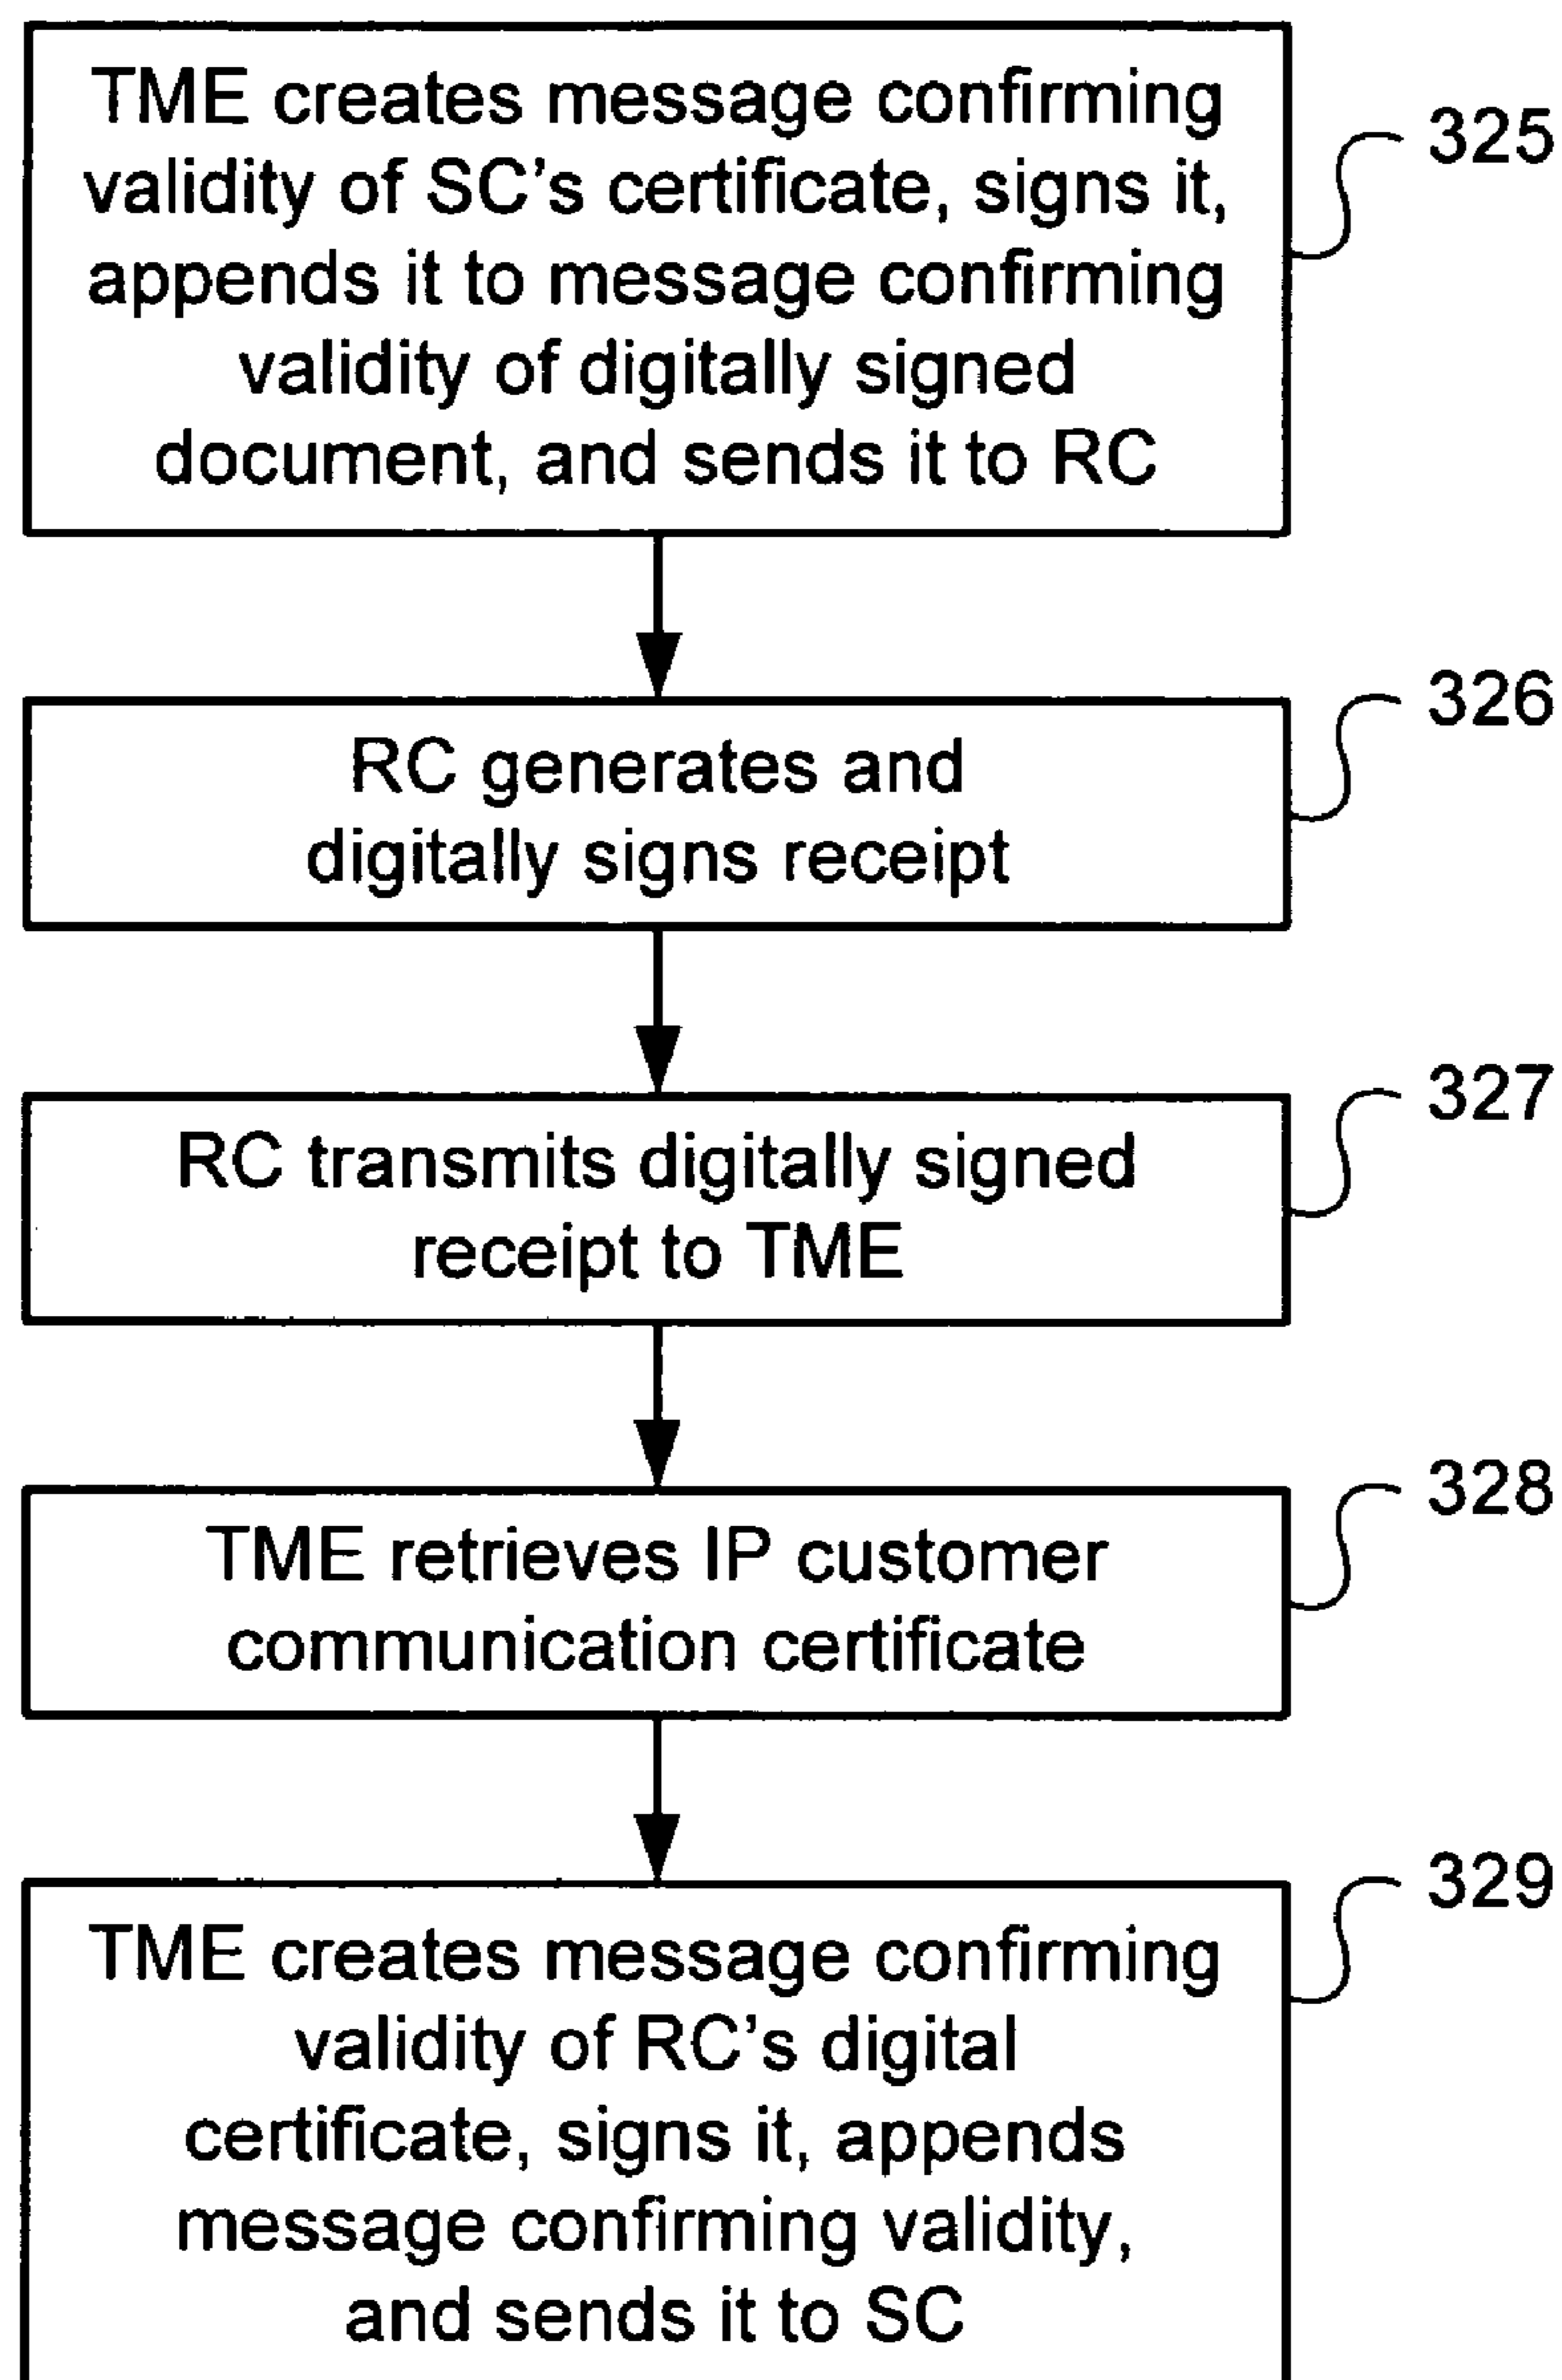 TME creates message confirming
validity of SC's certificate, signs it,
appends it to message confirming
validity of digitally signed
document, and sends it to RC
325
RC generates and
digitally signs receipt
326
RC transmits digitally signed
receipt to TME
327
TME retrieves IP customer
communication certificate
328
TME creates message confirming
validity of RC's digital
certificate, signs it, appends
message confirming validity,
and sends it to SC
329